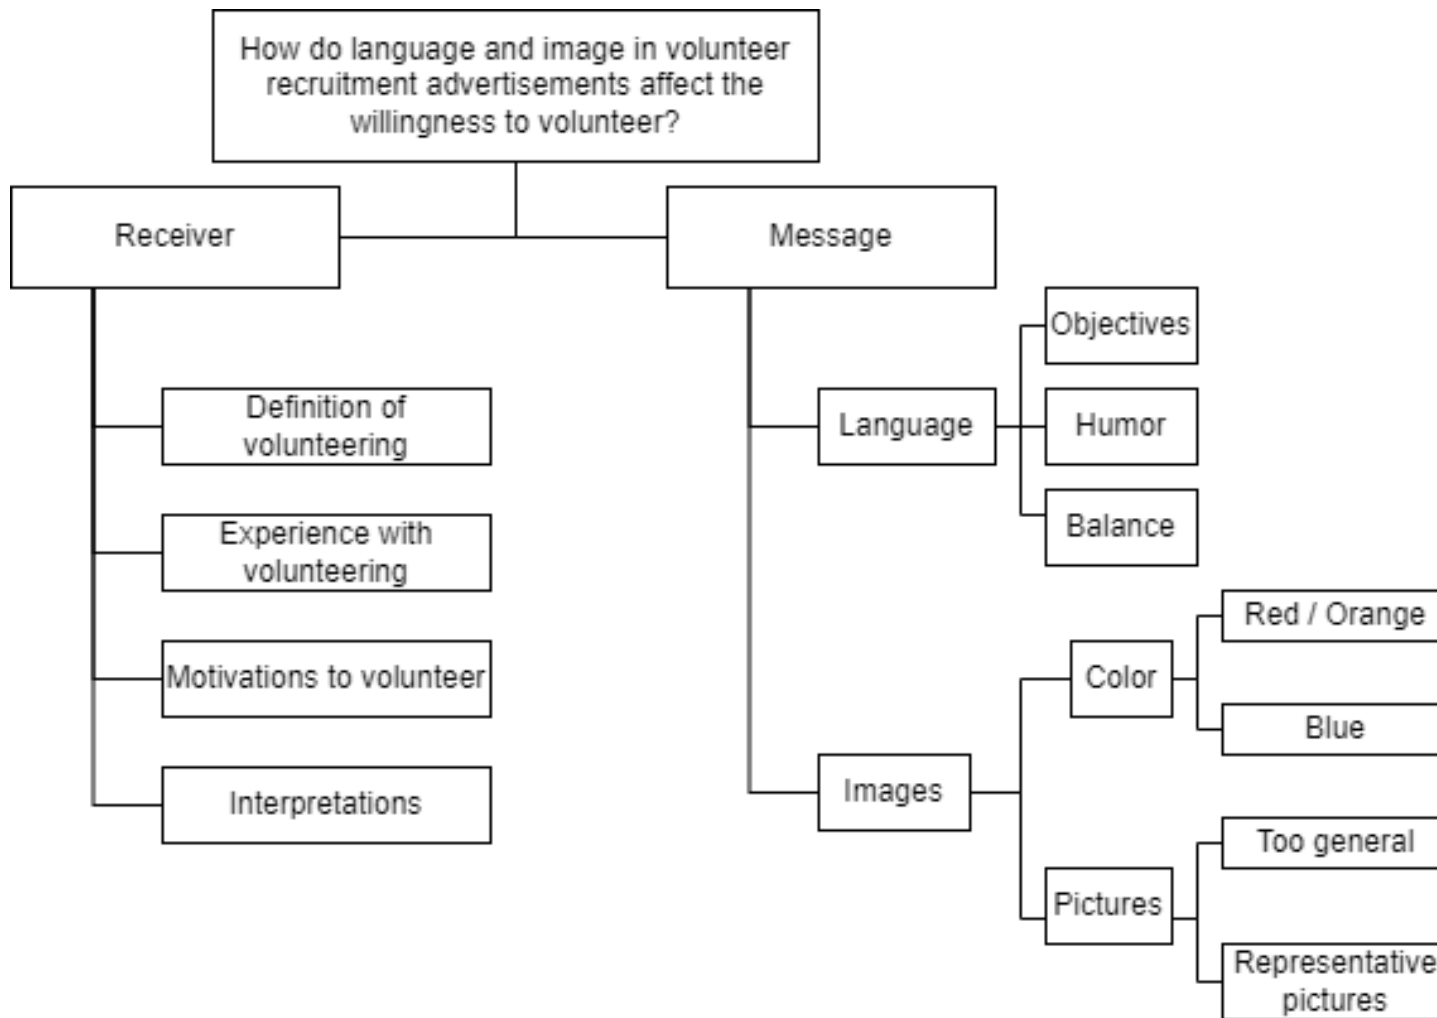 How do language and image in volunteer
recruitment advertisements affect the
willingness to volunteer?
Receiver
Message
Definition of
volunteering
Experience with
volunteering
Motivations to volunteer
Interpretations
Language
Objectives
Humor
Balance
Images
Color
Red / Orange
Blue
Pictures
Too general
Representative
pictures